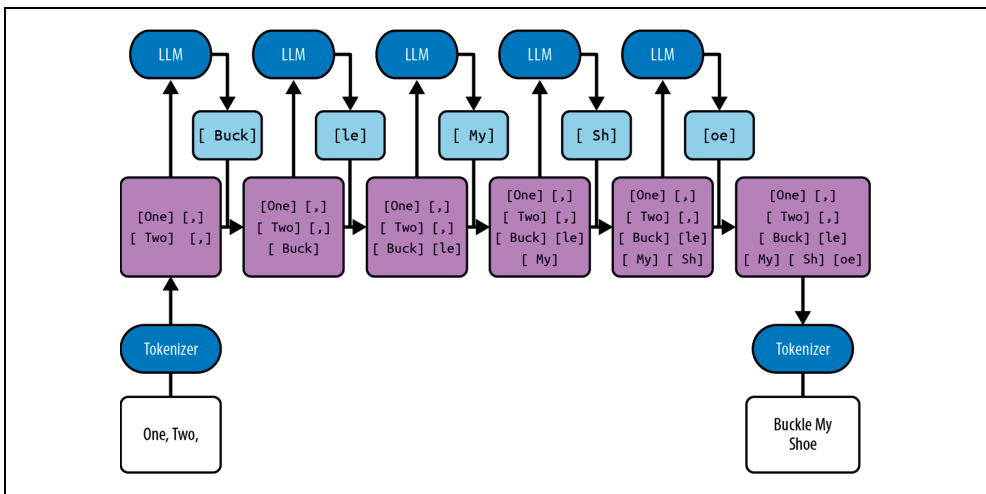 LLM
LLM
LLM
LLM
LLM
[ Buck]
[le]
[ My]
[ Sh]
[oe]
[One] [,]
[ Two]  [,]
[One] [,]
[ Two] [,]
[ Buck]
[One] [,]
[ Two] [,]
[ Buck] [le]
[One] [,]
[ Two] [,]
[ Buck] [le]
[ My]
[One] [,]
[ Two] [,]
[ Buck] [le]
[ My] [ Sh]
[One] [,]
[ Two] [,]
[ Buck] [le]
[ My] [ Sh] [oe]
Tokenizer
Tokenizer
One, Two,
Buckle My
Shoe